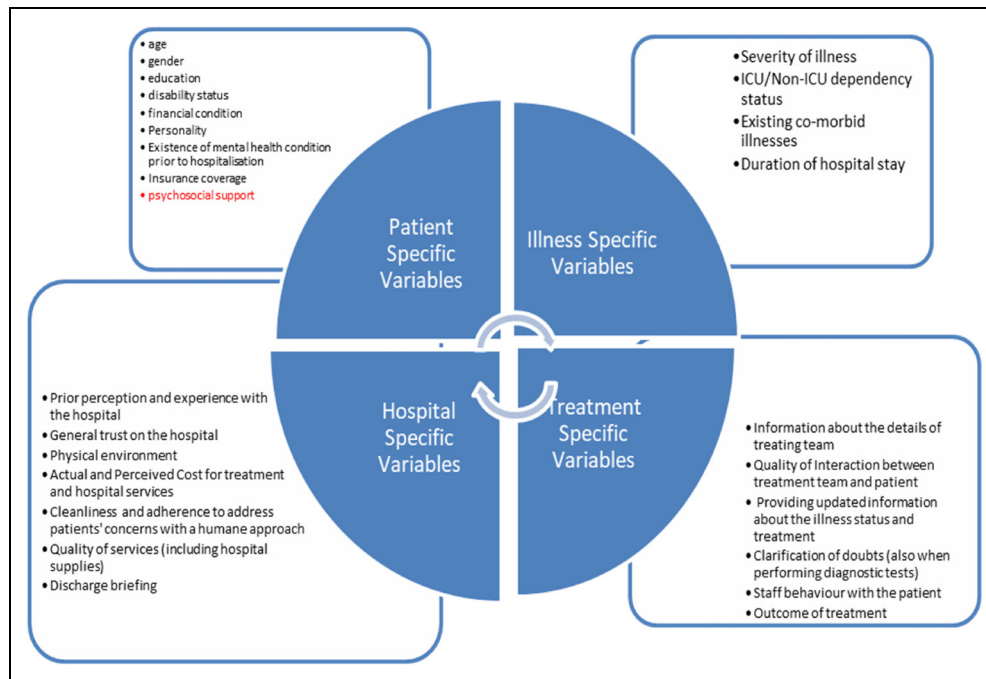 • age
• gender
• education
• disability status
• financial condition
• Personality
• Existence of mental health condition
prior to hospitalisation
• Insurance coverage
• psychosocial support
• Severity of illness
• ICU/Non-ICU dependency
status
• Existing co-morbid
illnesses
• Duration of hospital stay
Patient
Specific
Variables
Illness Specific
Variables
• Prior perception and experience with
the hospital
• General trust on the hospital
• Physical environment
• Actual and Perceived Cost for treatment
and hospital services
• Cleanliness and adherence to address
patients' concerns with a humane approach
• Quality of services (including hospital
supplies)
• Discharge briefing
Hospital
Specific
Variables
Treatment
Specific
Variables
• Information about the details of
treating team
• Quality of Interaction between
treatment team and patient
• Providing updated information
about the illness status and
treatment
• Clarification of doubts (also when
performing diagnostic tests)
• Staff behaviour with the patient
• Outcome of treatment